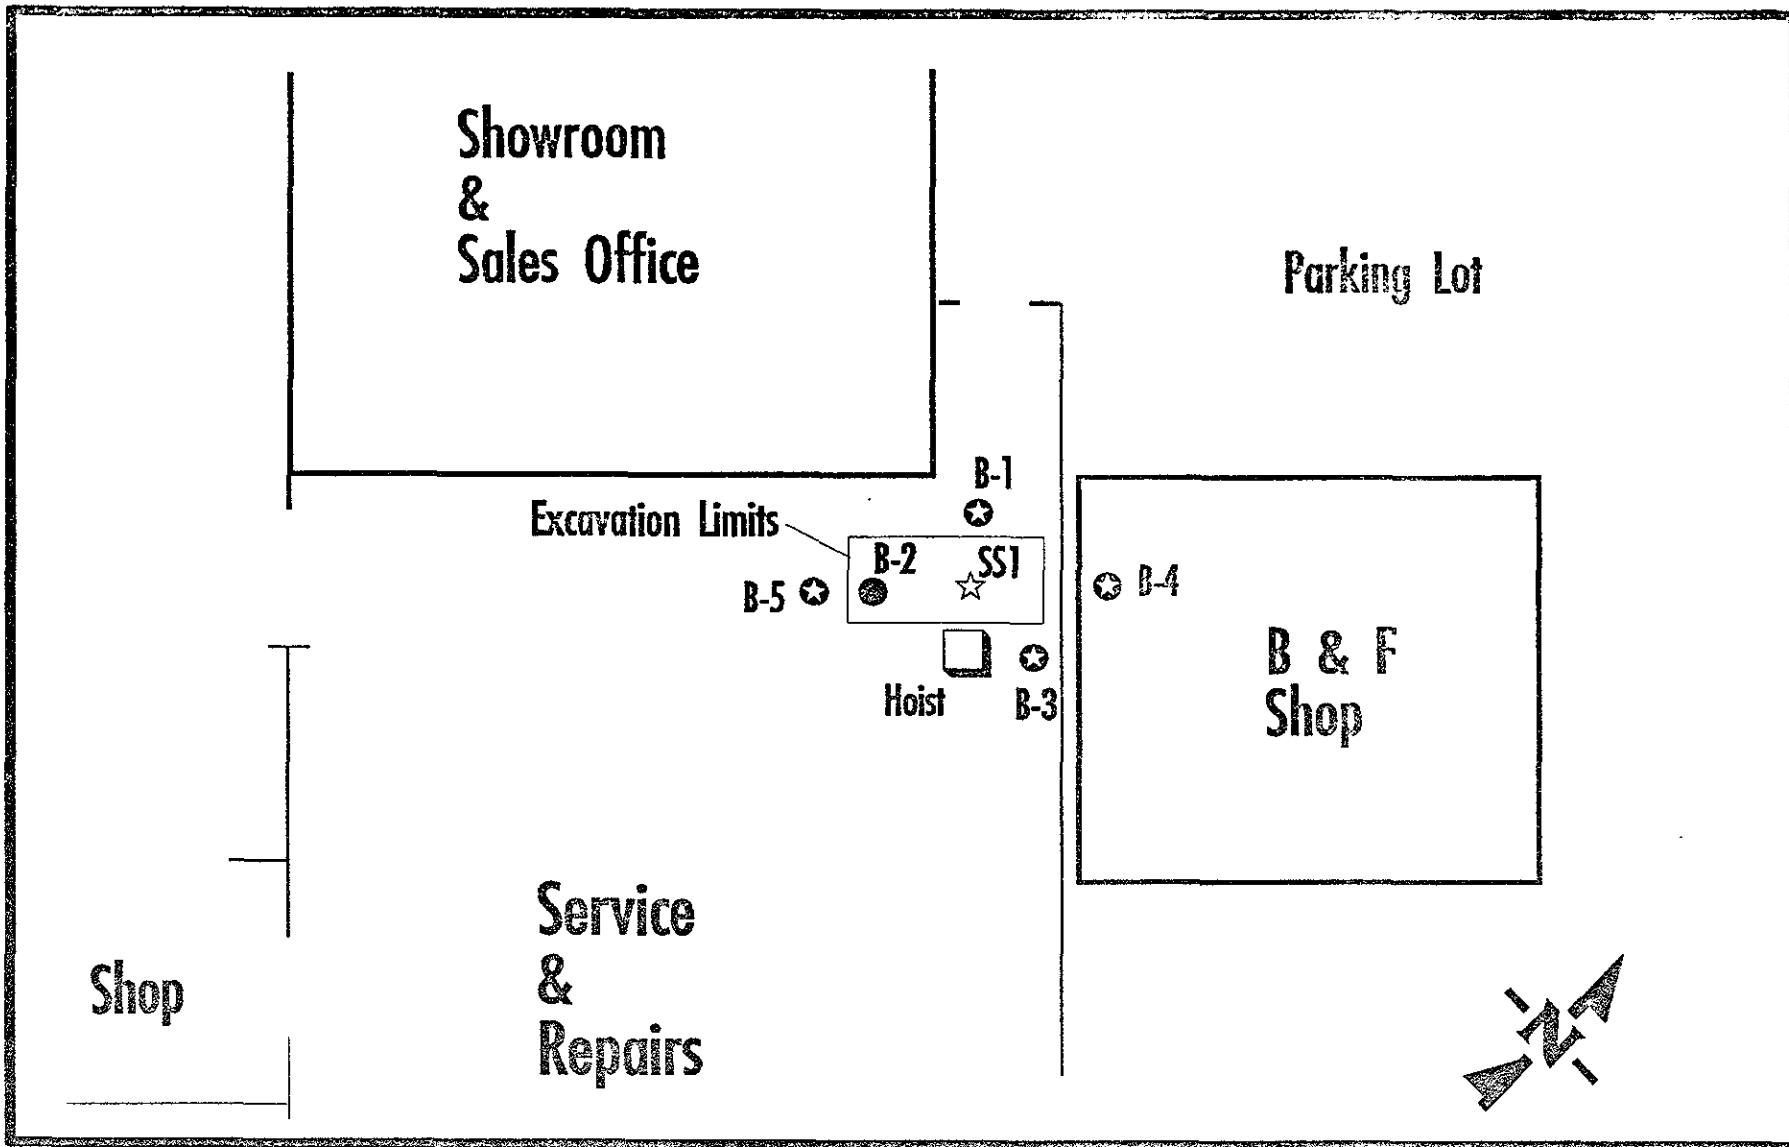 Showroom
&
Sales Office
Parking Lot
B-1
Excavation Limits
B-2
SS1
B-5
B-4
Hoist
B-3
B & F
Shop
Service
&
Repairs
Shop
N